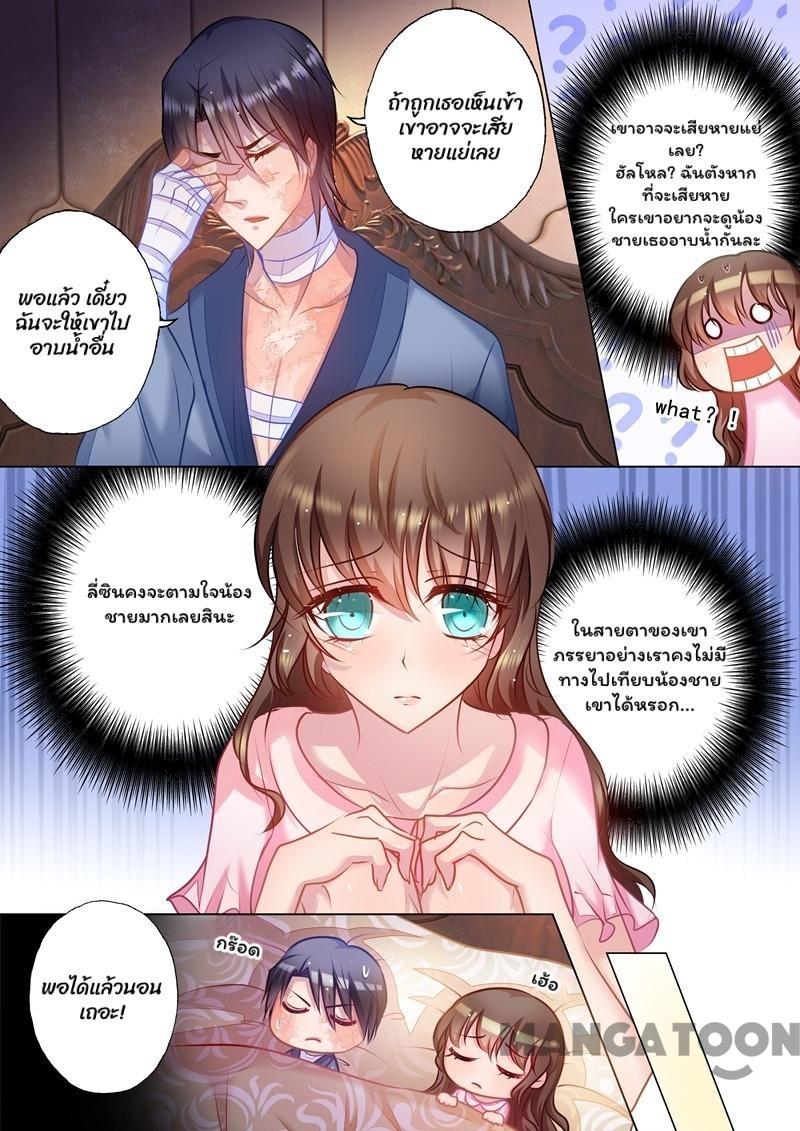 ถ้าถูกเธอเห็นเข้า
เขาอาจจะเสีย
หายแย่เลย
พอแล้ว เดี๋ยว
ฉันจะให้เขาไป
อาบน้ำอื่น
เขาอาจจะเสียหายแย่
เลย?
ฮัลโหล? ฉันตังหาก
ที่จะเสียหาย
ใครเขาอยากจะดูน้อง
ชายเธออาบน้ำกันละ
what?!
ลี่ซินคงจะตามใจน้อง
ชายมากเลยสินะ
ในสายตาของเขา
ภรรยาอย่างเราคงไม่มี
ทางไปเทียบน้องชาย
เขาได้หรอก...
พอได้แล้วนอน
เถอะ!
กร๊อด
เฮ้อ
MANGATOON